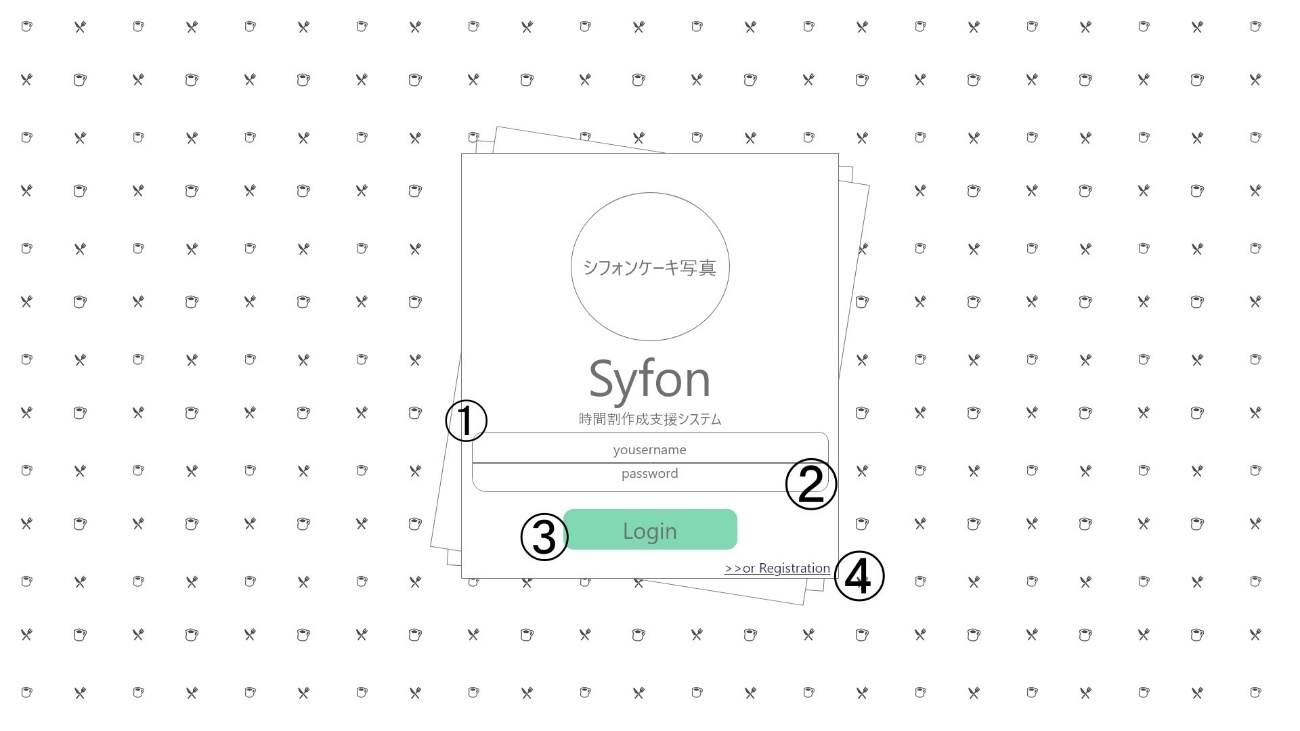 シフォンケーキ写真
Syfon
時間割作成支援システム
①
yousername
password
②
③
Login
>>or Registration
④